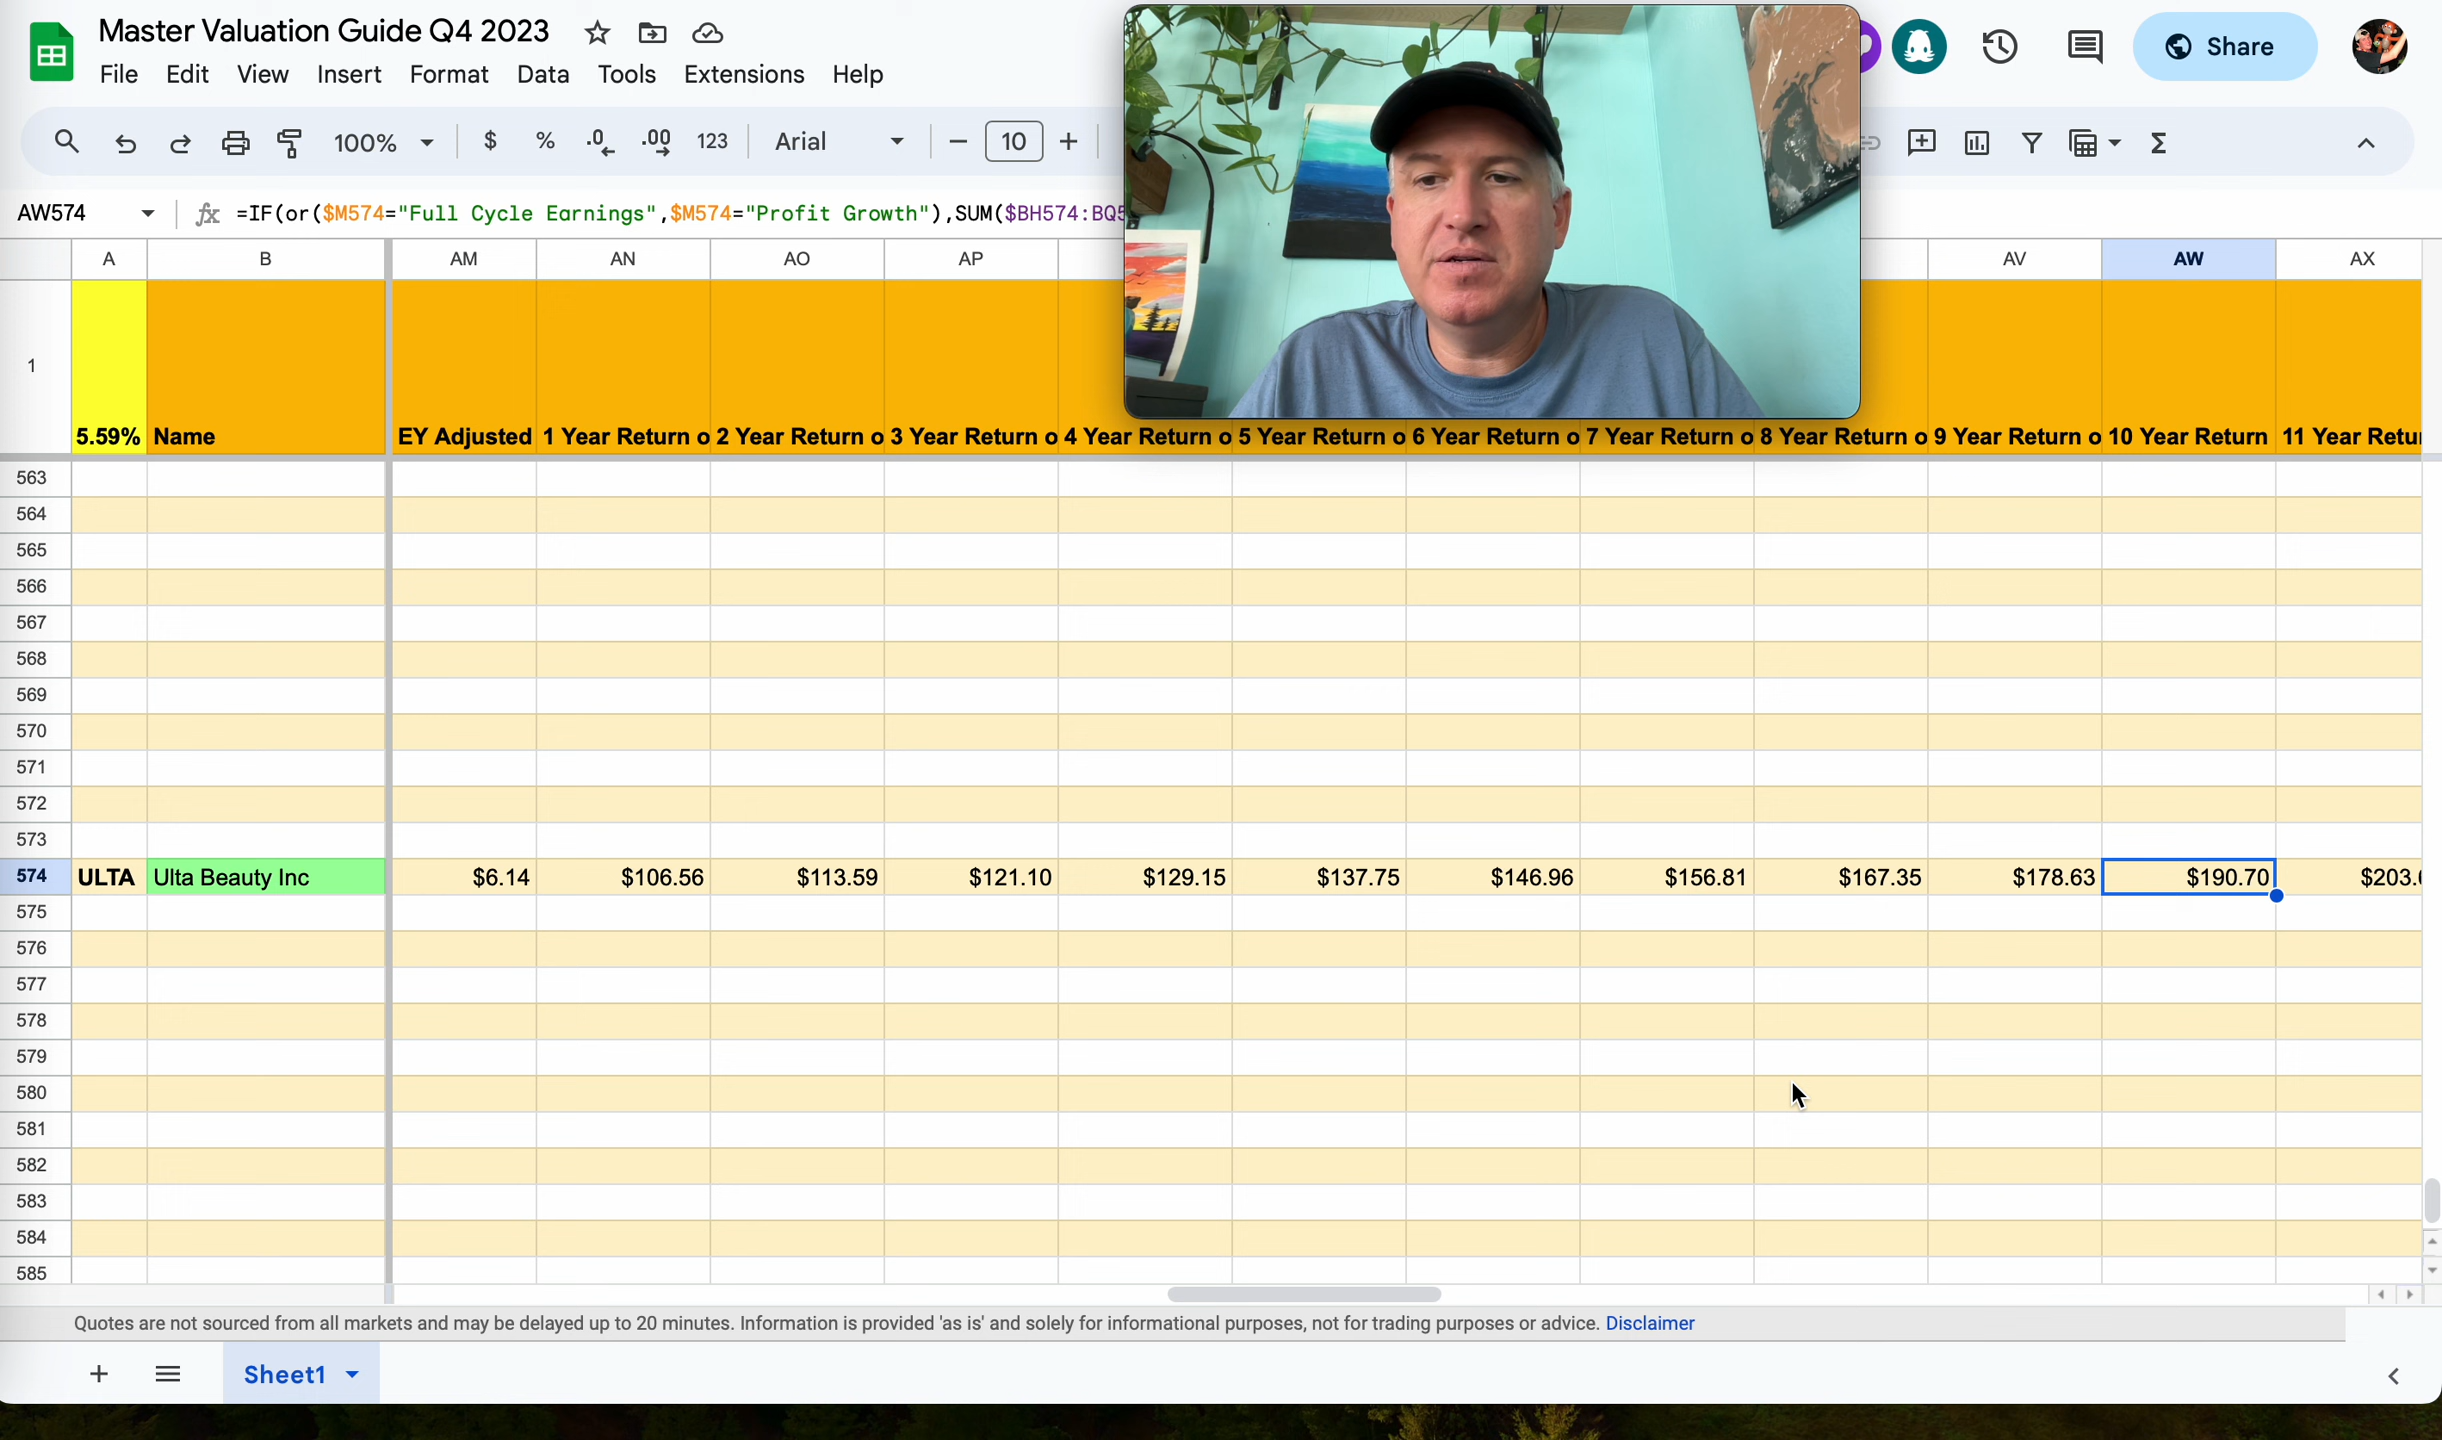 Master Valuation Guide Q4 2023
Share
File Edit View Insert Format Data Tools Extensions Help
100% $ % .0 .00 123 Arial 10
AW574 fx =IF(or($M574="Full Cycle Earnings",$M574="Profit Growth"),SUM($BH574:BQ5
A B AM AN AO AP AV AW AX
1 5.59% Name EY Adjusted 1 Year Return o 2 Year Return o 3 Year Return o 4 Year Return o 5 Year Return o 6 Year Return o 7 Year Return o 8 Year Return o 9 Year Return o 10 Year Return 11 Year Retu
563
564
565
566
567
568
569
570
571
572
573
574 ULTA Ulta Beauty Inc $6.14 $106.56 $113.59 $121.10 $129.15 $137.75 $146.96 $156.81 $167.35 $178.63 $190.70 $203.
575
576
577
578
579
580
581
582
583
584
585
Quotes are not sourced from all markets and may be delayed up to 20 minutes. Information is provided 'as is' and solely for informational purposes, not for trading purposes or advice. Disclaimer
Sheet1